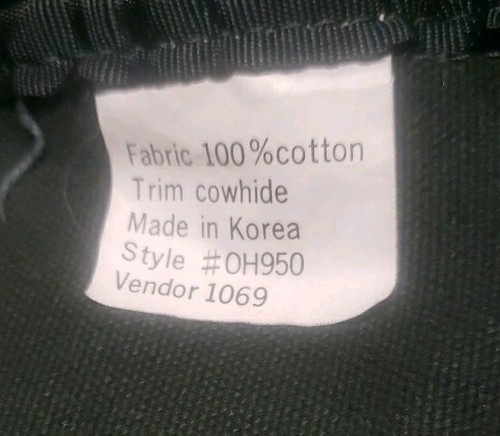 Fabric 100%cotton
Trim cowhide
Made in Korea
Style #OH950
Vendor 1069